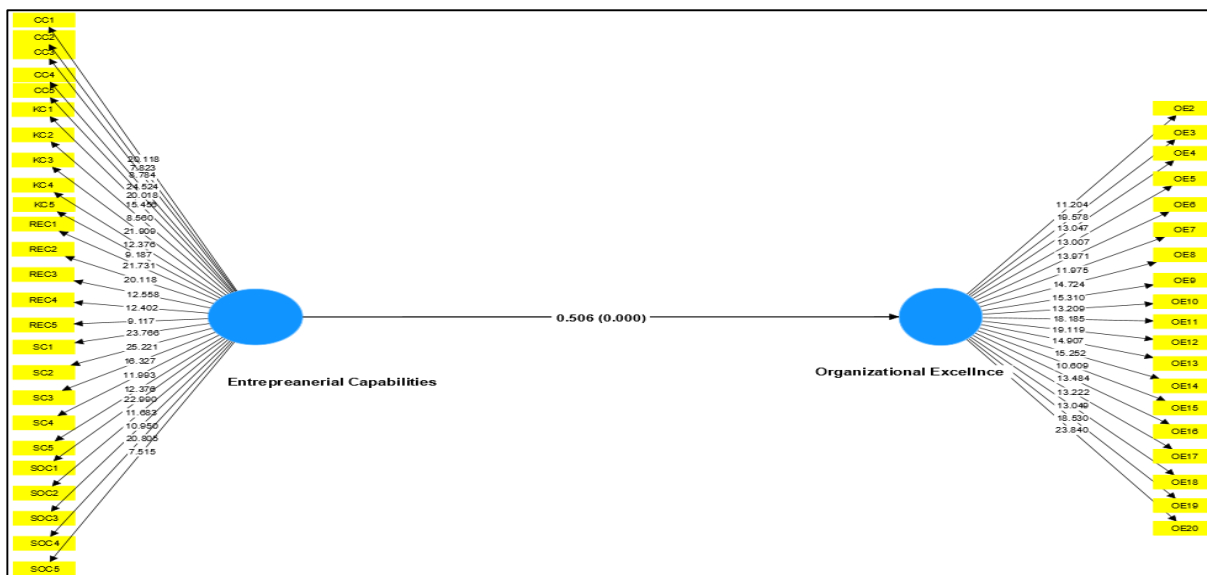 CC1
CC2
CC3
CC4
CC5
KC1
KC2
KC3
KC4
KC5
REC1
REC2
REC3
REC4
REC5
SC1
SC2
SC3
SC4
SC5
SOC1
SOC2
SOC3
SOC4
SOC5
20.118
7.823
8.784
24.524
20.018
15.456
8.560
21.909
12.376
9.187
21.731
20.118
12.558
12.402
9.117
23.766
25.221
16.327
11.993
12.376
22.990
11.683
10.950
20.805
7.515
Entrepreanerial Capabilities
0.506 (0.000)
Organizational Excellnce
11.204
19.578
13.047
13.007
13.971
11.975
14.724
15.310
13.209
18.185
19.119
14.907
15.252
10.609
13.484
13.222
13.049
18.530
23.840
OE2
OE3
OE4
OE5
OE6
OE7
OE8
OE9
OE10
OE11
OE12
OE13
OE14
OE15
OE16
OE17
OE18
OE19
OE20